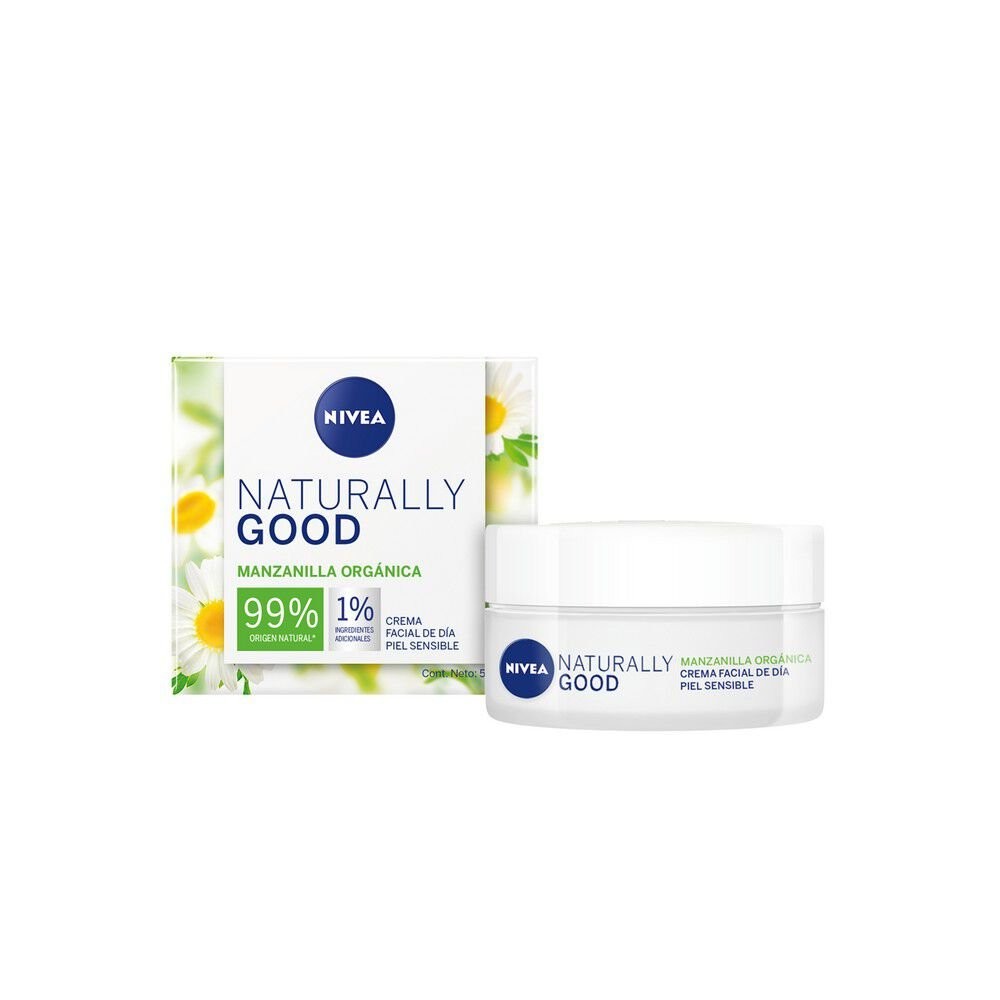 NIVEA
NATURALLY
GOOD
MANZANILLA ORGÁNICA
99%
ORIGEN NATURAL*
1%
INGREDIENTES
ADICIONALES
CREMA
FACIAL DE DÍA
PIEL SENSIBLE
Cont. Neto: 5
NIVEA
NATURALLY
GOOD
MANZANILLA ORGÁNICA
CREMA FACIAL DE DÍA
PIEL SENSIBLE